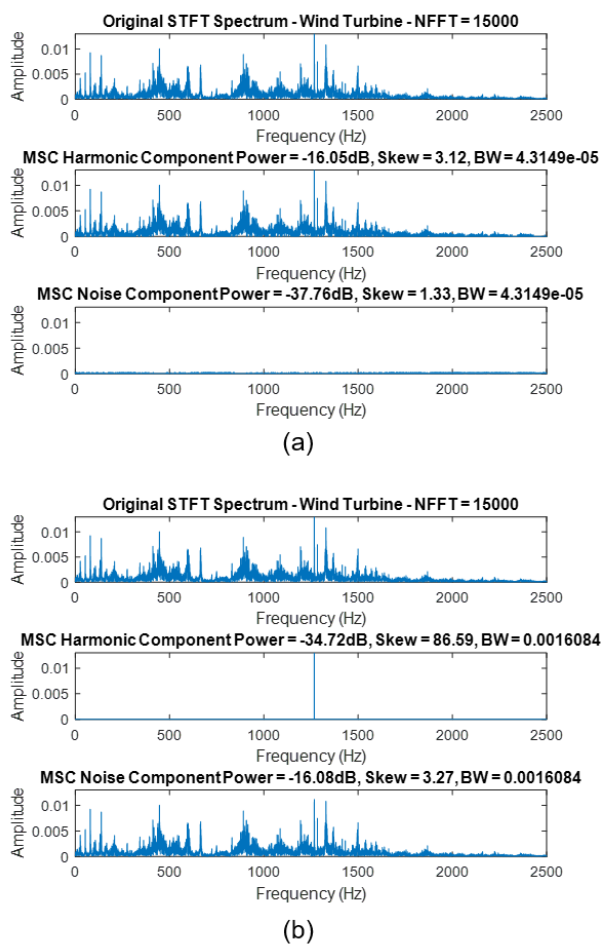 Original STFT Spectrum - Wind Turbine - NFFT = 15000
Amplitude
0.01
0.005
0
0 500 1000 1500 2000 2500
Frequency (Hz)
MSC Harmonic Component Power = -16.05dB, Skew = 3.12, BW = 4.3149e-05
Amplitude
0.01
0.005
0
0 500 1000 1500 2000 2500
Frequency (Hz)
MSC Noise Component Power = -37.76dB, Skew = 1.33, BW = 4.3149e-05
Amplitude
0.01
0.005
0
0 500 1000 1500 2000 2500
Frequency (Hz)
(a)
Original STFT Spectrum - Wind Turbine - NFFT = 15000
Amplitude
0.01
0.005
0
0 500 1000 1500 2000 2500
Frequency (Hz)
MSC Harmonic Component Power = -34.72dB, Skew = 86.59, BW = 0.0016084
Amplitude
0.01
0.005
0
0 500 1000 1500 2000 2500
Frequency (Hz)
MSC Noise Component Power = -16.08dB, Skew = 3.27, BW = 0.0016084
Amplitude
0.01
0.005
0
0 500 1000 1500 2000 2500
Frequency (Hz)
(b)